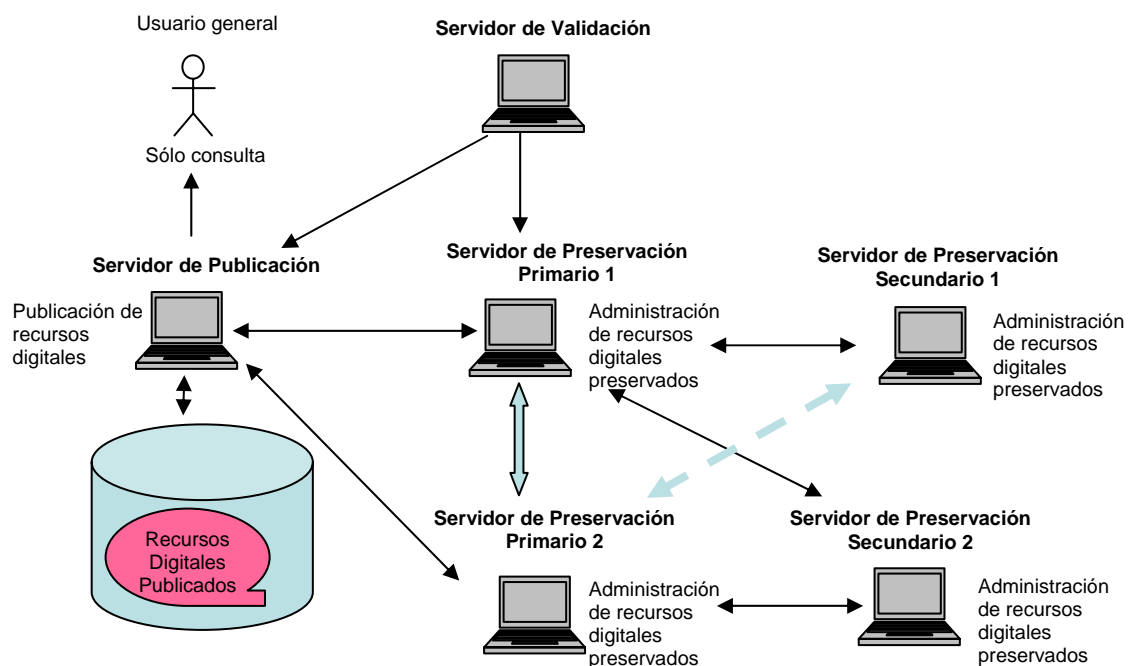 Usuario general
Servidor de Validación
Sólo consulta
Servidor de Publicación
Servidor de Preservación
Primario 1
Servidor de Preservación
Secundario 1
Publicación de
recursos
digitales
Administración
de recursos
digitales
preservados
Administración
de recursos
digitales
preservados
Servidor de Preservación
Primario 2
Servidor de Preservación
Secundario 2
Recursos
Digitales
Publicados
Administración
de recursos
digitales
preservados
Administración
de recursos
digitales
preservados